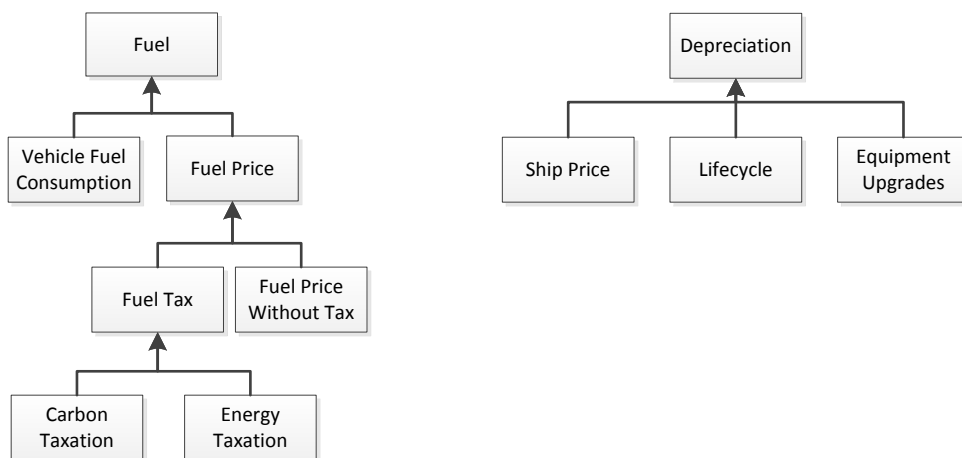 Fuel
Depreciation
Vehicle Fuel
Consumption
Fuel Price
Ship Price
Lifecycle
Equipment
Upgrades
Fuel Tax
Fuel Price
Without Tax
Carbon
Taxation
Energy
Taxation